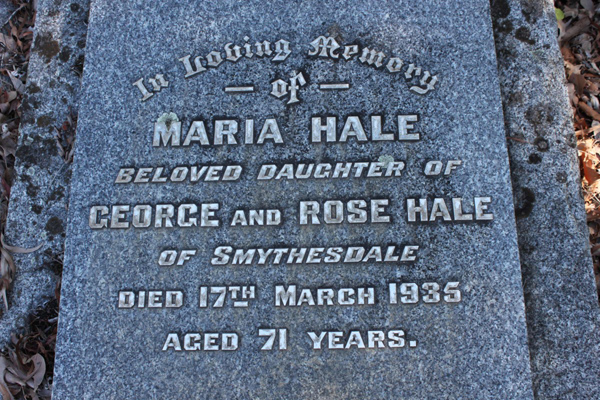 In Loving Memory
— of —
MARIA HALE
BELOVED DAUGHTER OF
GEORGE AND ROSE HALE
OF SMYTHESDALE
DIED 17TH MARCH 1935
AGED 71 YEARS.